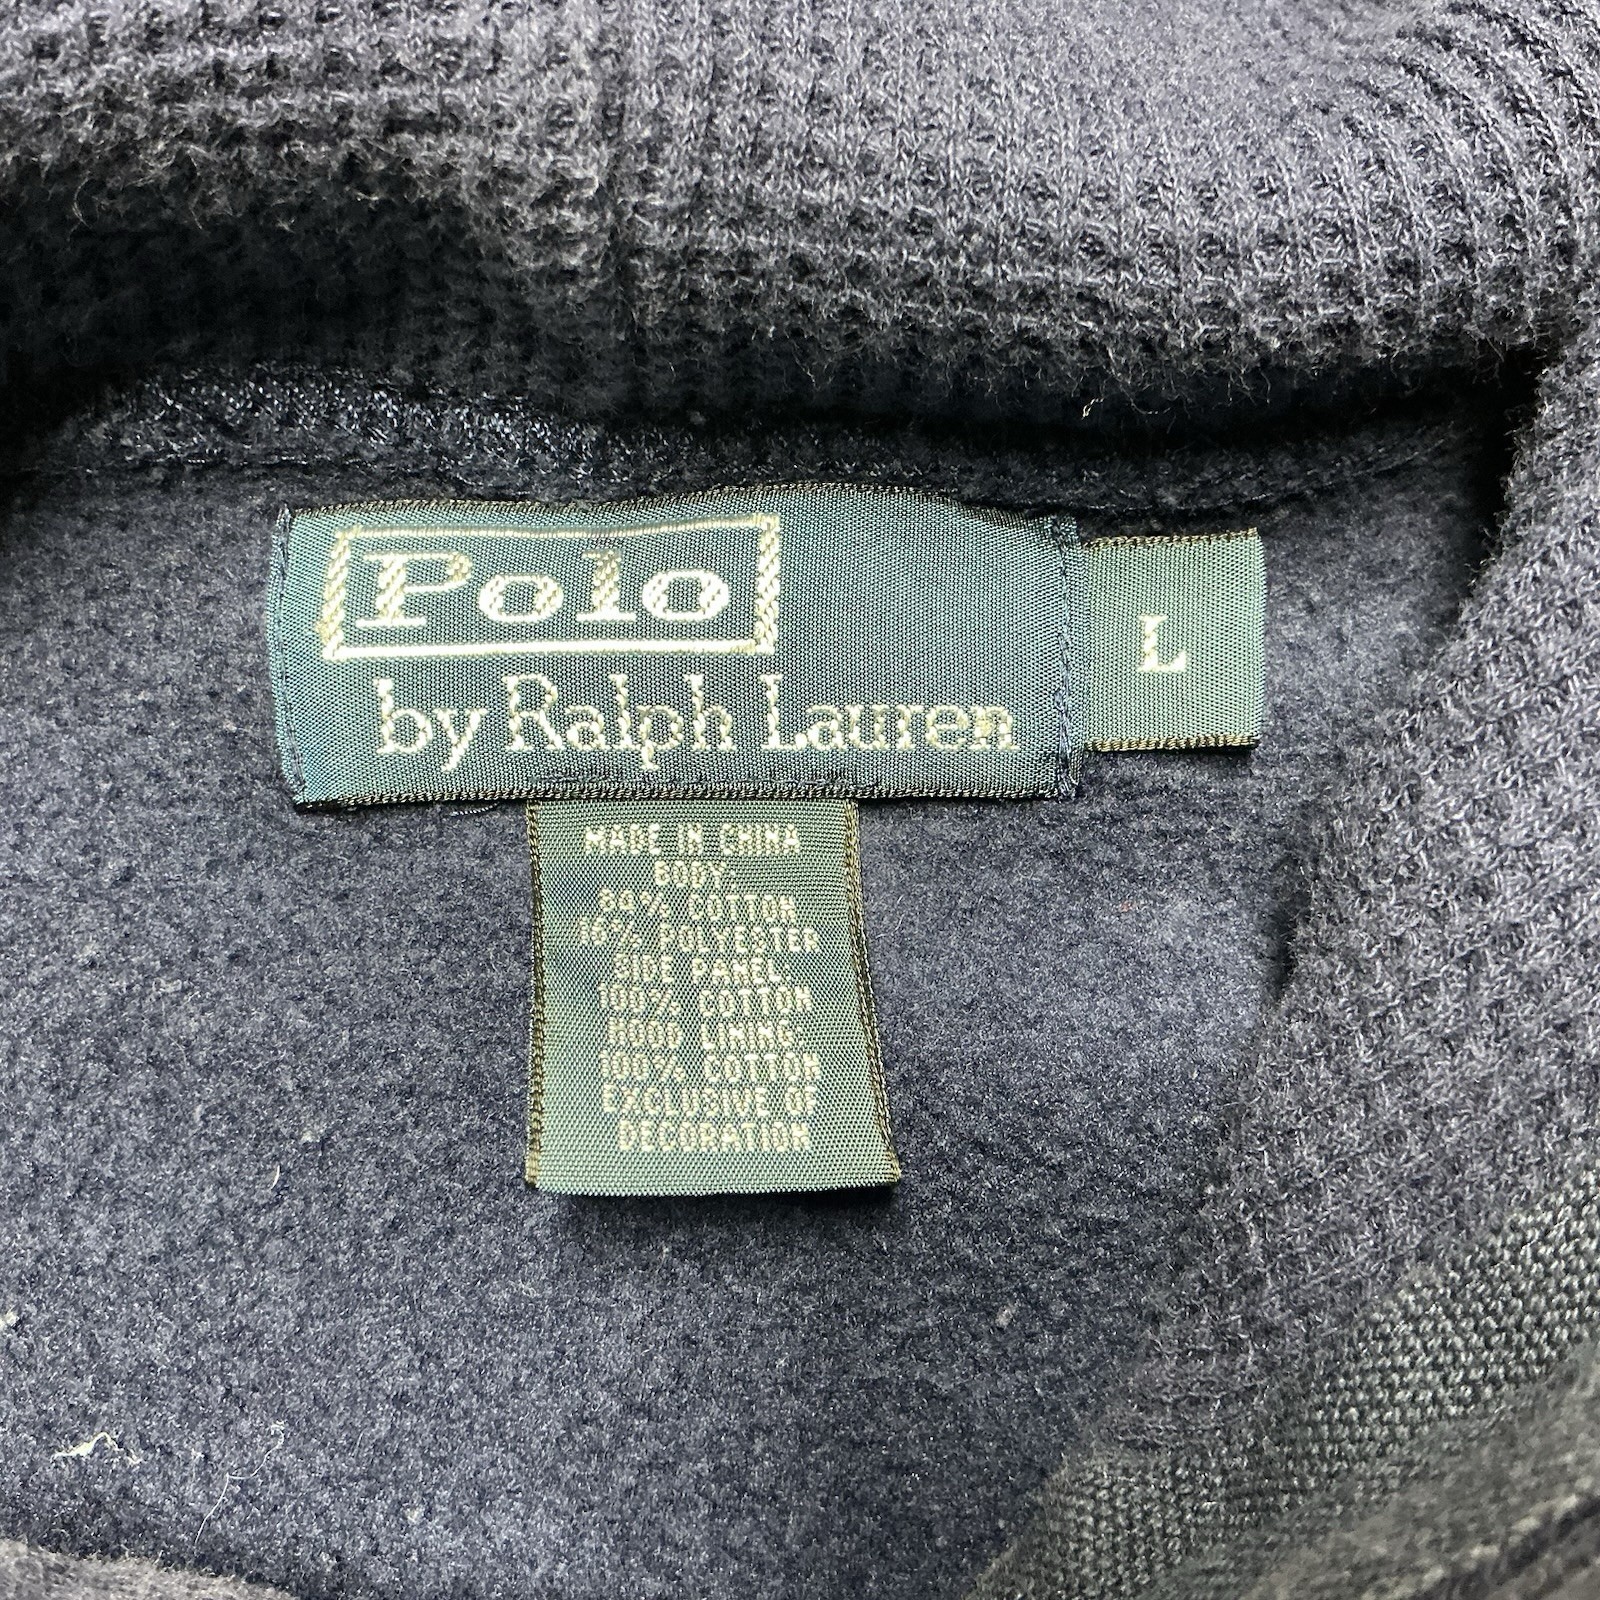 Polo
by Ralph Lauren
L
MADE IN CHINA
BODY:
84% COTTON
16% POLYESTER
SIDE PANEL:
100% COTTON
HOOD LINING:
100% COTTON
EXCLUSIVE OF
DECORATION